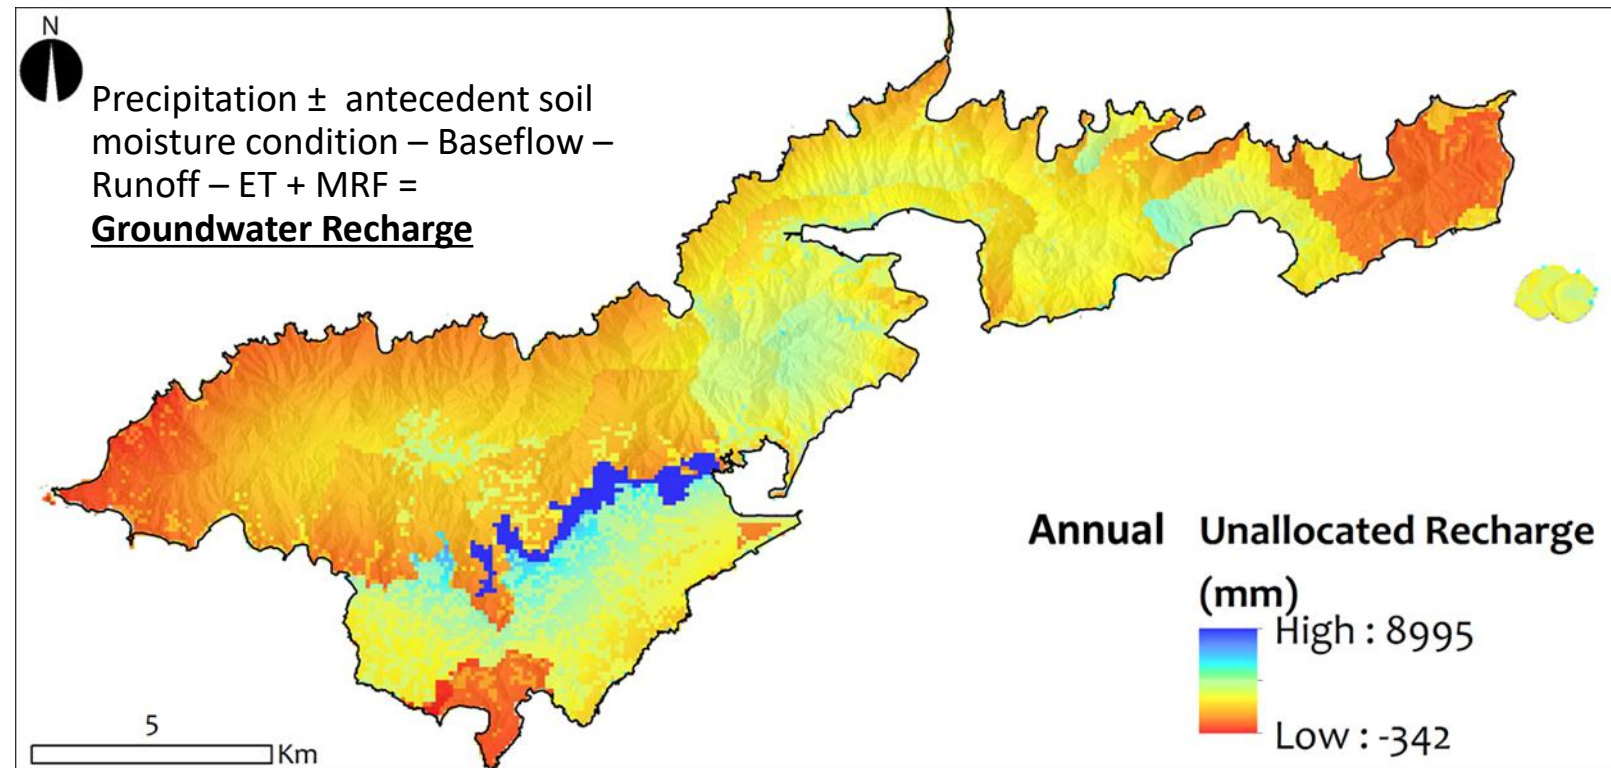 N
Precipitation ± antecedent soil
moisture condition – Baseflow –
Runoff – ET + MRF =
Groundwater Recharge
Annual Unallocated Recharge
(mm)
High : 8995
Low : -342
5
Km